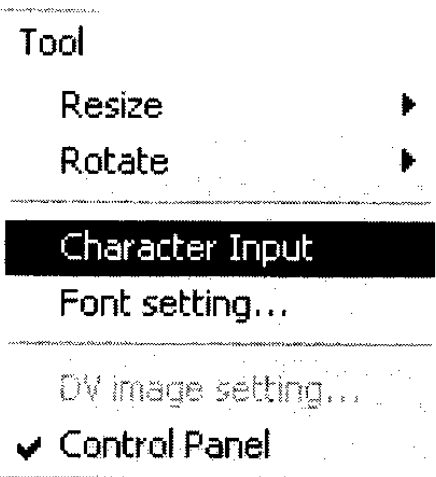 Tool
Resize
Rotate
Character Input
Font setting...
DV image setting...
Control Panel